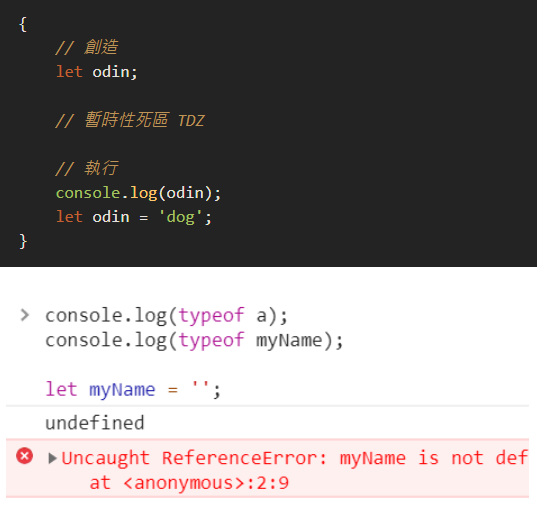 {
// 創造
let odin;
// 暫時性死區 TDZ
// 執行
console.log(odin);
let odin = 'dog';
}
> console.log(typeof a);
console.log(typeof myName);
let myName = '';
undefined
Uncaught ReferenceError: myName is not def
at <anonymous>:2:9